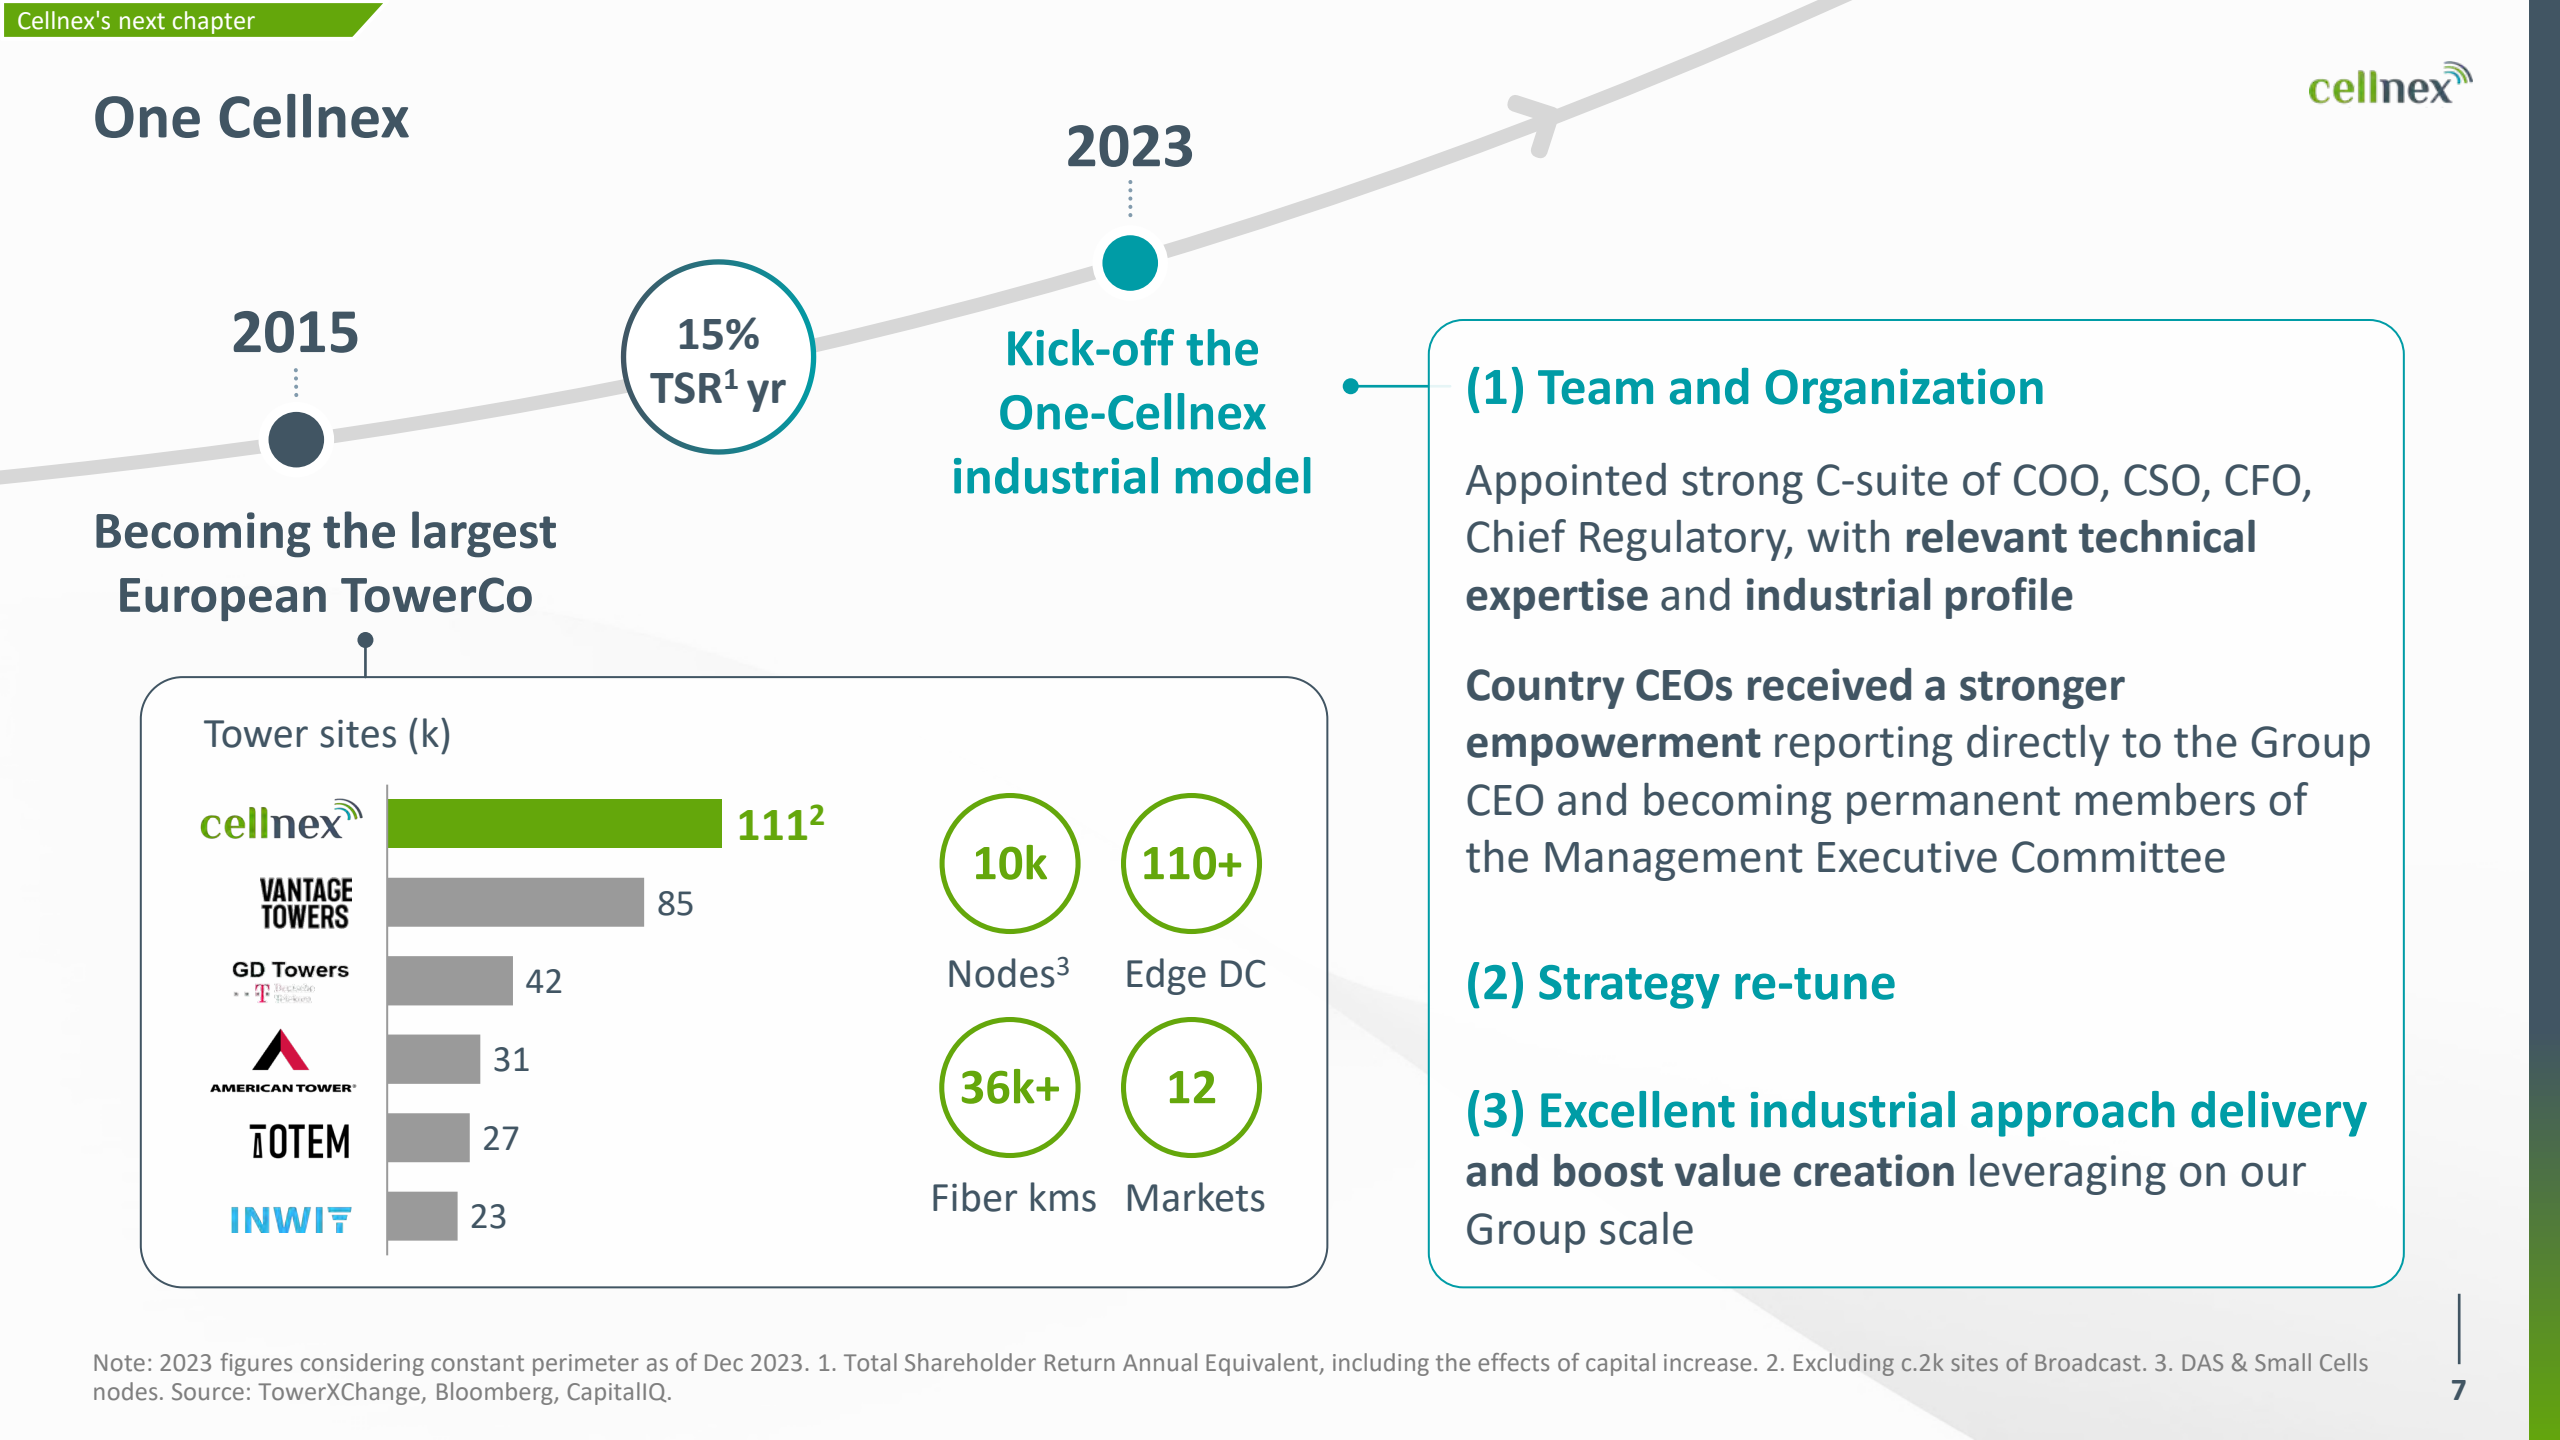 Cellnex's next chapter
One Cellnex
cellnex
2023
2015
15%
TSR¹ yr
Kick-off the
One-Cellnex
industrial model
Becoming the largest
European TowerCo
Tower sites (k)
cellnex 111²
VANTAGE
TOWERS
85
GD Towers
T Deutsche
Telekom
42
AMERICAN TOWER®
31
TOTEM 27
INWIT 23
10k
Nodes³
110+
Edge DC
36k+
Fiber kms
12
Markets
(1) Team and Organization
Appointed strong C-suite of COO, CSO, CFO,
Chief Regulatory, with relevant technical
expertise and industrial profile
Country CEOs received a stronger
empowerment reporting directly to the Group
CEO and becoming permanent members of
the Management Executive Committee
(2) Strategy re-tune
(3) Excellent industrial approach delivery
and boost value creation leveraging on our
Group scale
Note: 2023 figures considering constant perimeter as of Dec 2023. 1. Total Shareholder Return Annual Equivalent, including the effects of capital increase. 2. Excluding c.2k sites of Broadcast. 3. DAS & Small Cells
nodes. Source: TowerXChange, Bloomberg, CapitalIQ.
7